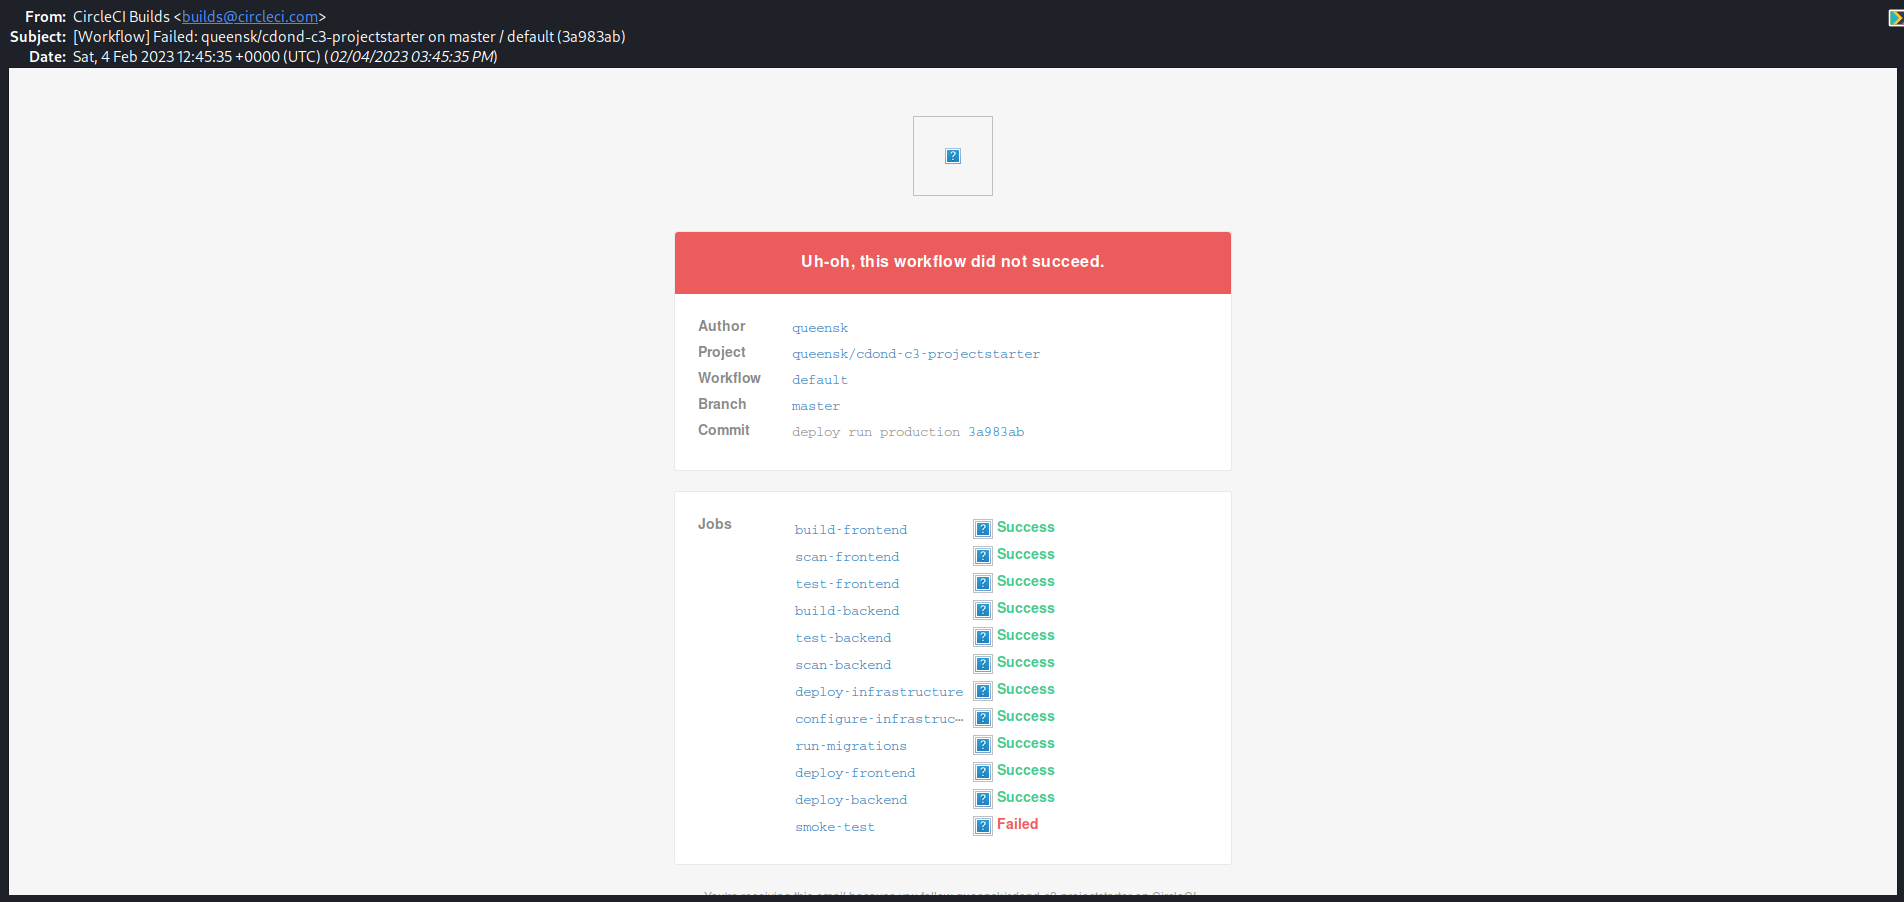 From: CircleCI Builds <builds@circleci.com>
Subject: [Workflow] Failed: queensk/cdond-c3-projectstarter on master / default (3a983ab)
Date: Sat, 4 Feb 2023 12:45:35 +0000 (UTC) (02/04/2023 03:45:35 PM)
Uh-oh, this workflow did not succeed.
Author queensk
Project queensk/cdond-c3-projectstarter
Workflow default
Branch master
Commit deploy run production 3a983ab
Jobs build-frontend Success
scan-frontend Success
test-frontend Success
build-backend Success
test-backend Success
scan-backend Success
deploy-infrastructure Success
configure-infrastruc… Success
run-migrations Success
deploy-frontend Success
deploy-backend Success
smoke-test Failed